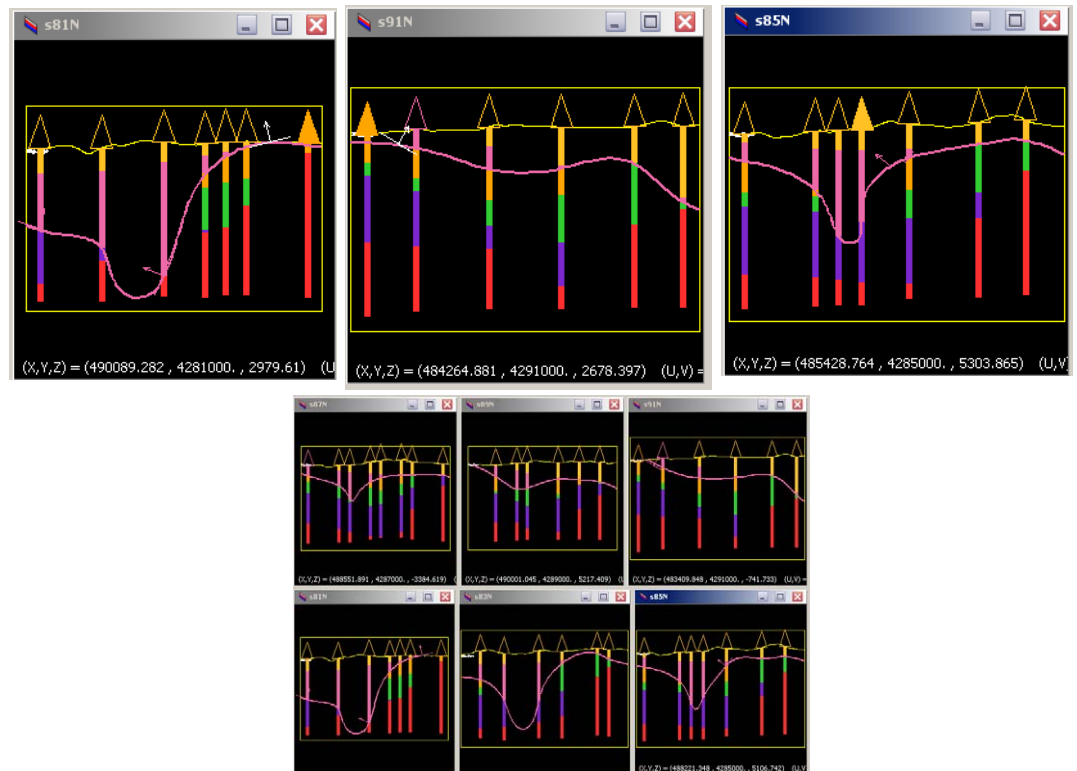 s81N
s91N
s85N
(X,Y,Z) = (490089.282 , 4281000. , 2979.61) (U
(X,Y,Z) = (484264.881 , 4291000. , 2678.397) (U,V) =
(X,Y,Z) = (485428.764 , 4285000. , 5303.865) (U,V)
s87N
s89N
s91N
(X,Y,Z) = (488551.891 , 4287000. , -3384.619) (
(X,Y,Z) = (490001.045 , 4289000. , 5217.409) (U
(X,Y,Z) = (483409.848 , 4291000. , -741.733) (U,V) =
s81N
s83N
s85N
(X,Y,Z) = (488221.348 , 4285000. , 5106.742) (U,V)